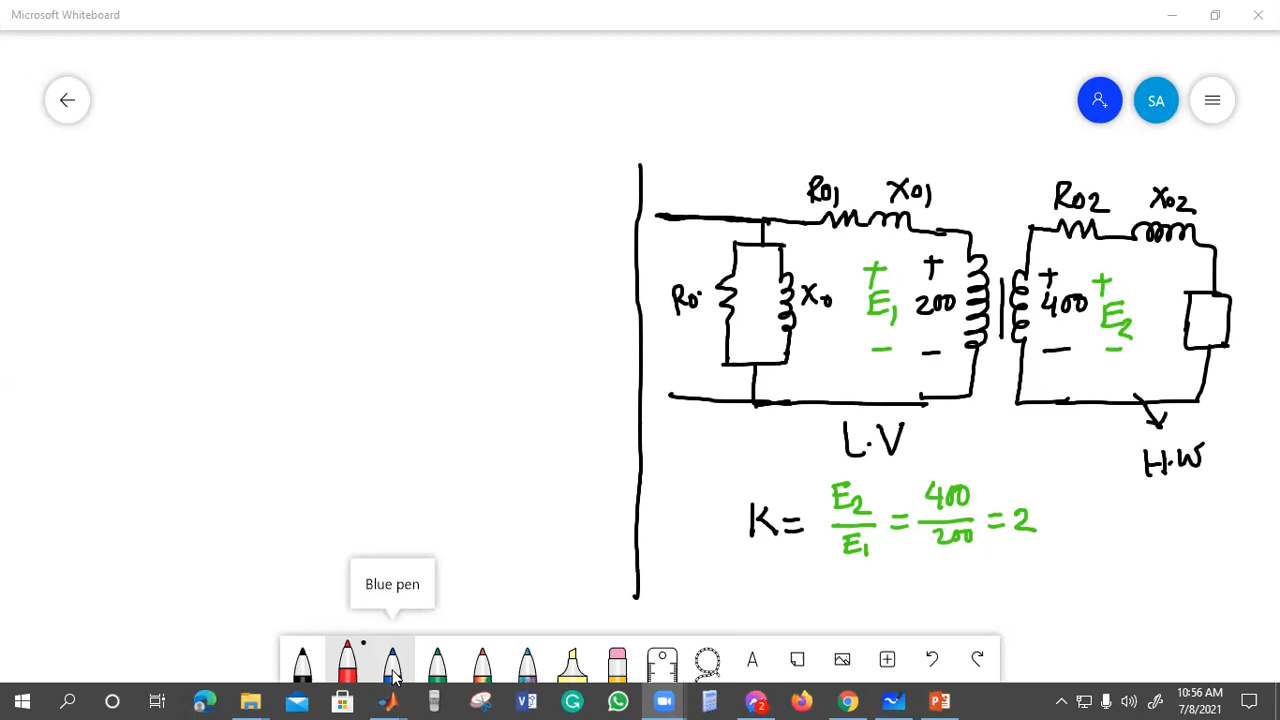 Microsoft Whiteboard
SA
R01 X01
R02 X02
R0 X0
+ + + +
E1 200 400 E2
− − − −
L.V
H.W
K = E2/E1 = 400/200 = 2
Blue pen
A
2
10:56 AM
7/8/2021